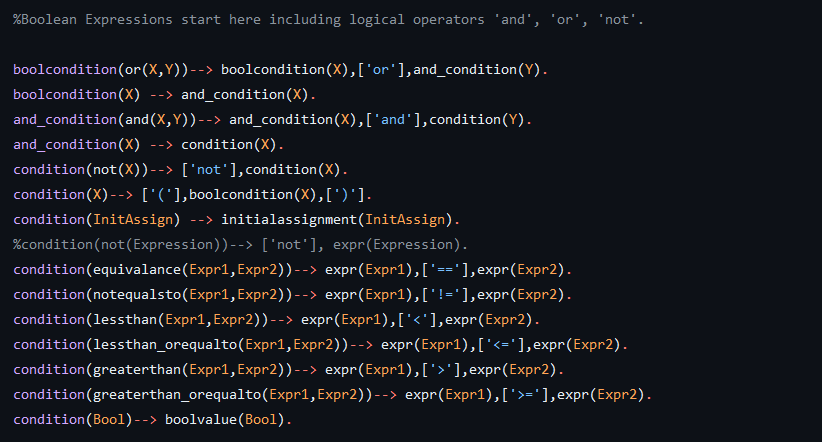 %Boolean Expressions start here including logical operators 'and', 'or', 'not'.
boolcondition(or(X,Y))--> boolcondition(X),['or'],and_condition(Y).
boolcondition(X) --> and_condition(X).
and_condition(and(X,Y))--> and_condition(X),['and'],condition(Y).
and_condition(X) --> condition(X).
condition(not(X))--> ['not'],condition(X).
condition(X)--> ['('],boolcondition(X),[')'].
condition(InitAssign) --> initialassignment(InitAssign).
%condition(not(Expression))--> ['not'], expr(Expression).
condition(equivalance(Expr1,Expr2))--> expr(Expr1),['=='],expr(Expr2).
condition(notequalsto(Expr1,Expr2))--> expr(Expr1),['!='],expr(Expr2).
condition(lessthan(Expr1,Expr2))--> expr(Expr1),['<'],expr(Expr2).
condition(lessthan_orequalto(Expr1,Expr2))--> expr(Expr1),['<='],expr(Expr2).
condition(greaterthan(Expr1,Expr2))--> expr(Expr1),['>'],expr(Expr2).
condition(greaterthan_orequalto(Expr1,Expr2))--> expr(Expr1),['>='],expr(Expr2).
condition(Bool)--> boolvalue(Bool).